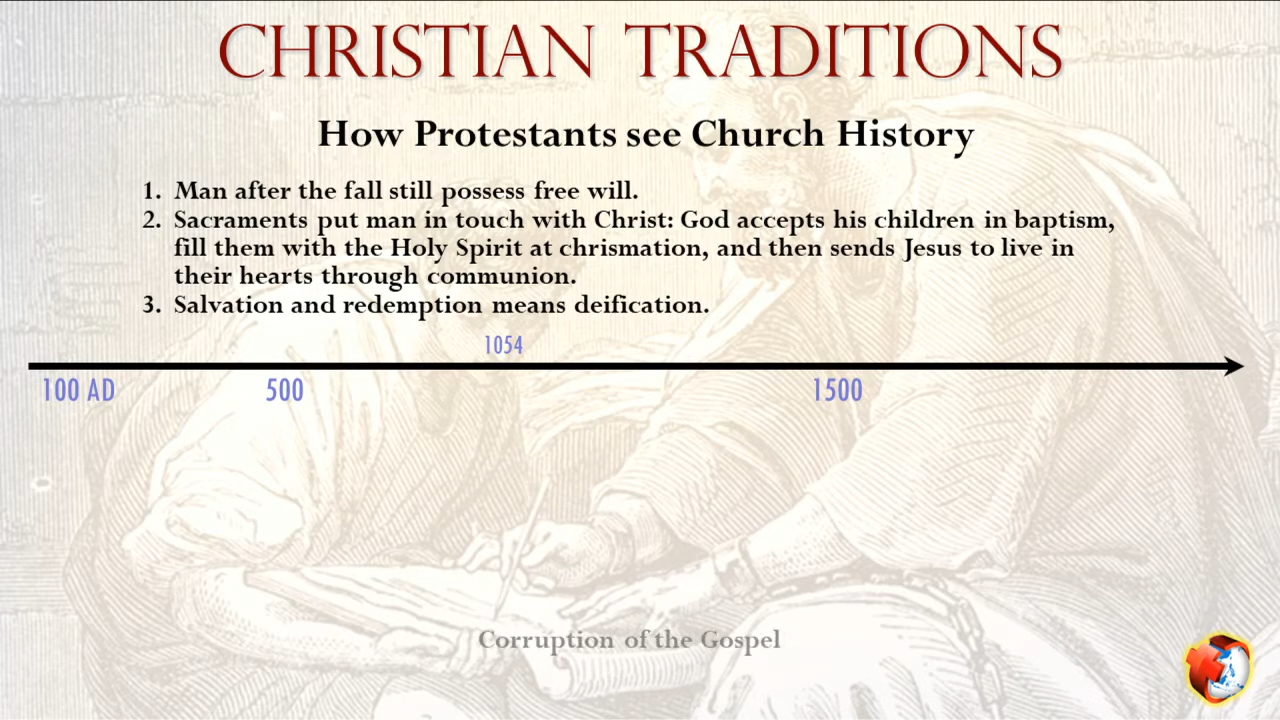 CHRISTIAN TRADITIONS
How Protestants see Church History
1. Man after the fall still possess free will.
2. Sacraments put man in touch with Christ: God accepts his children in baptism,
fill them with the Holy Spirit at chrismation, and then sends Jesus to live in
their hearts through communion.
3. Salvation and redemption means deification.
1054
100 AD 500 1500
Corruption of the Gospel